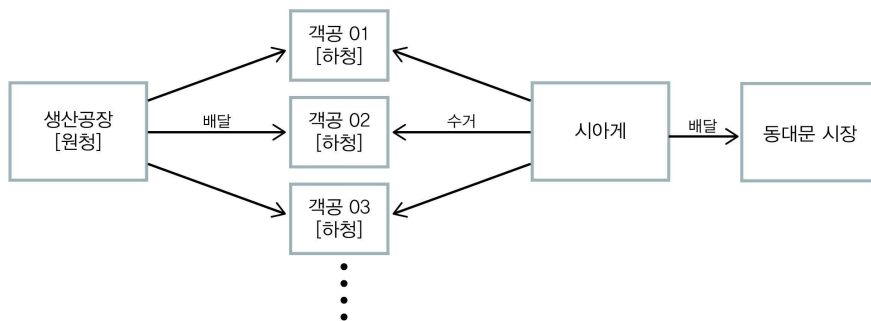 생산공장
[원청]
배달
객공 01
[하청]
객공 02
[하청]
객공 03
[하청]
수거
시아게
배달
동대문 시장